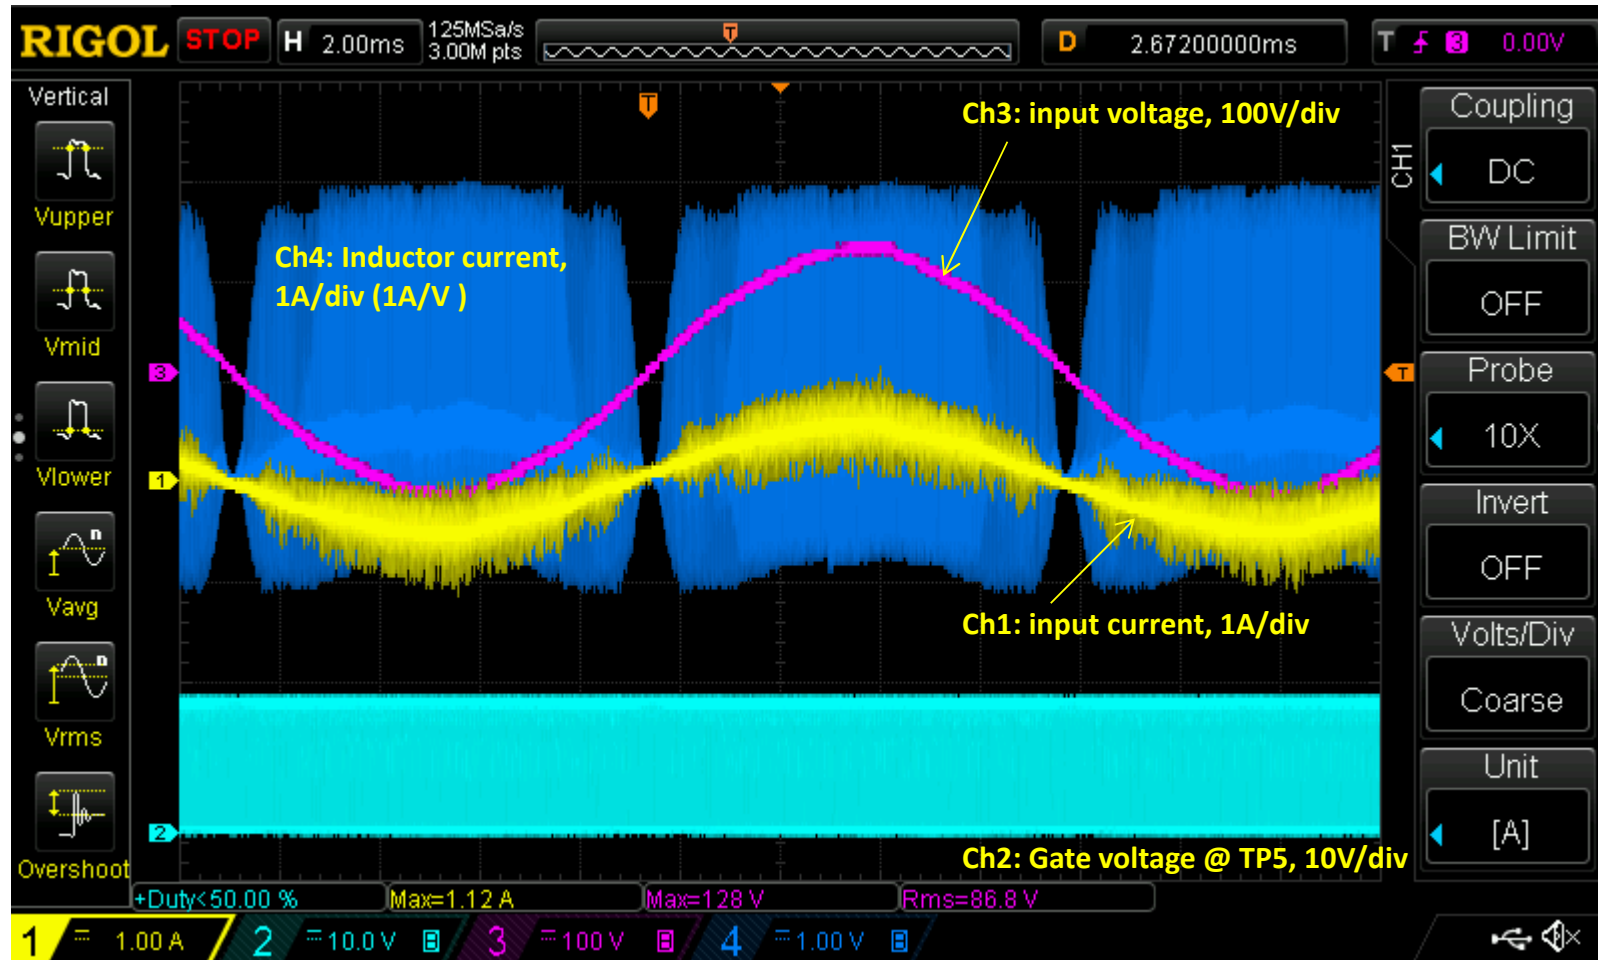 RIGOL STOP H 2.00ms 125MSa/s
3.00M pts
T
D 2.67200000ms T 3 0.00V
Vertical
Vupper
Vmid
Vlower
Vavg
n
Vrms
n
Overshoot
T
Ch3: input voltage, 100V/div
Ch4: Inductor current,
1A/div (1A/V )
3
1
T
Ch1: input current, 1A/div
2
Ch2: Gate voltage @ TP5, 10V/div
CH1
Coupling
DC
BW Limit
OFF
Probe
10X
Invert
OFF
Volts/Div
Coarse
Unit
[A]
+Duty<50.00 % Max=1.12 A Max=128 V Rms=86.8 V
1 1.00 A 2 10.0 V B 3 100 V B 4 1.00 V B